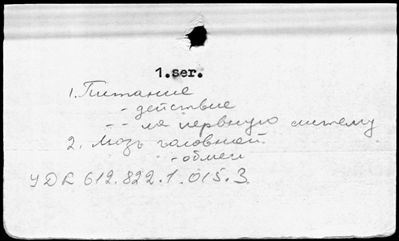 1.ser.
1. Питание
- действие
- - на нервную систему
2. Мозг головной.
- обмен
УДК 612.822.1.015.3.